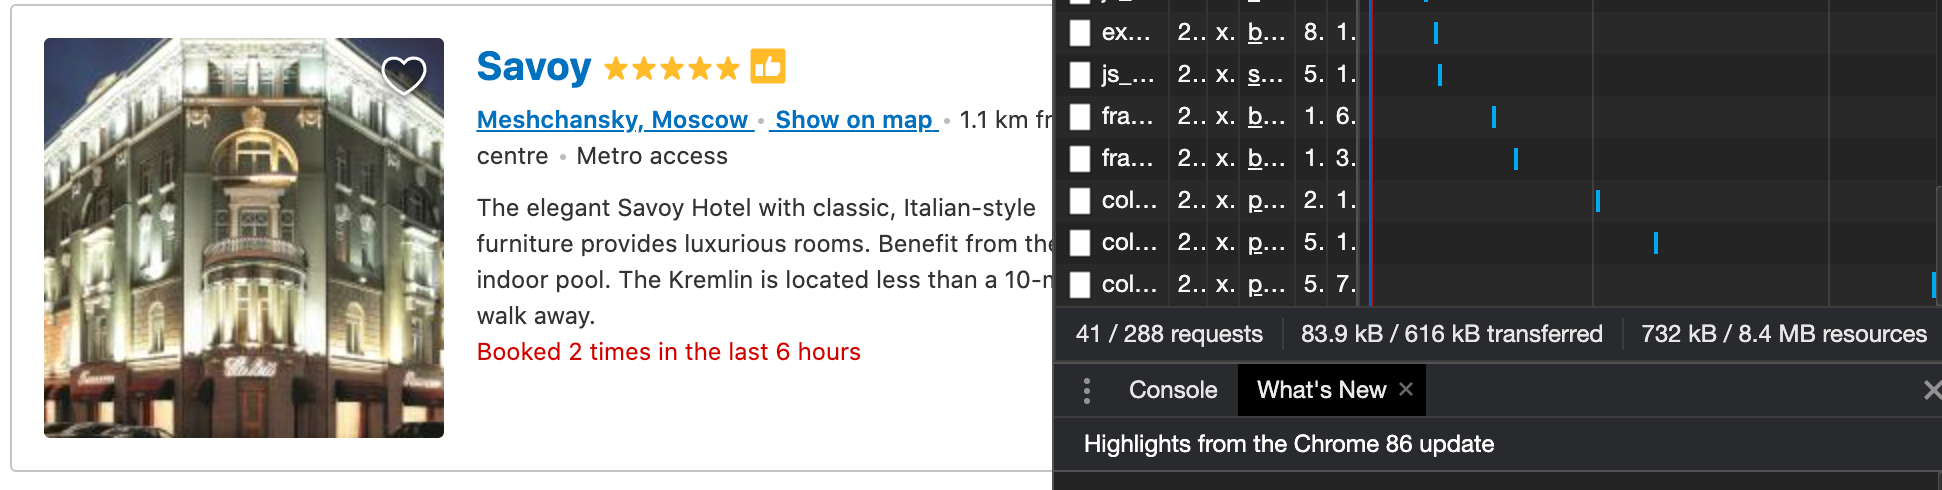 Savoy
Meshchansky, Moscow • Show on map • 1.1 km fr
centre • Metro access
The elegant Savoy Hotel with classic, Italian-style
furniture provides luxurious rooms. Benefit from the
indoor pool. The Kremlin is located less than a 10-m
walk away.
Booked 2 times in the last 6 hours
ex... 2.. x. b... 8. 1.
js_... 2.. x. s... 5. 1.
fra... 2.. x. b... 1. 6.
fra... 2.. x. b... 1. 3.
col... 2.. x. p... 2. 1.
col... 2.. x. p... 5. 1.
col... 2.. x. p... 5. 7.
41 / 288 requests 83.9 kB / 616 kB transferred 732 kB / 8.4 MB resources
Console What's New ×
Highlights from the Chrome 86 update